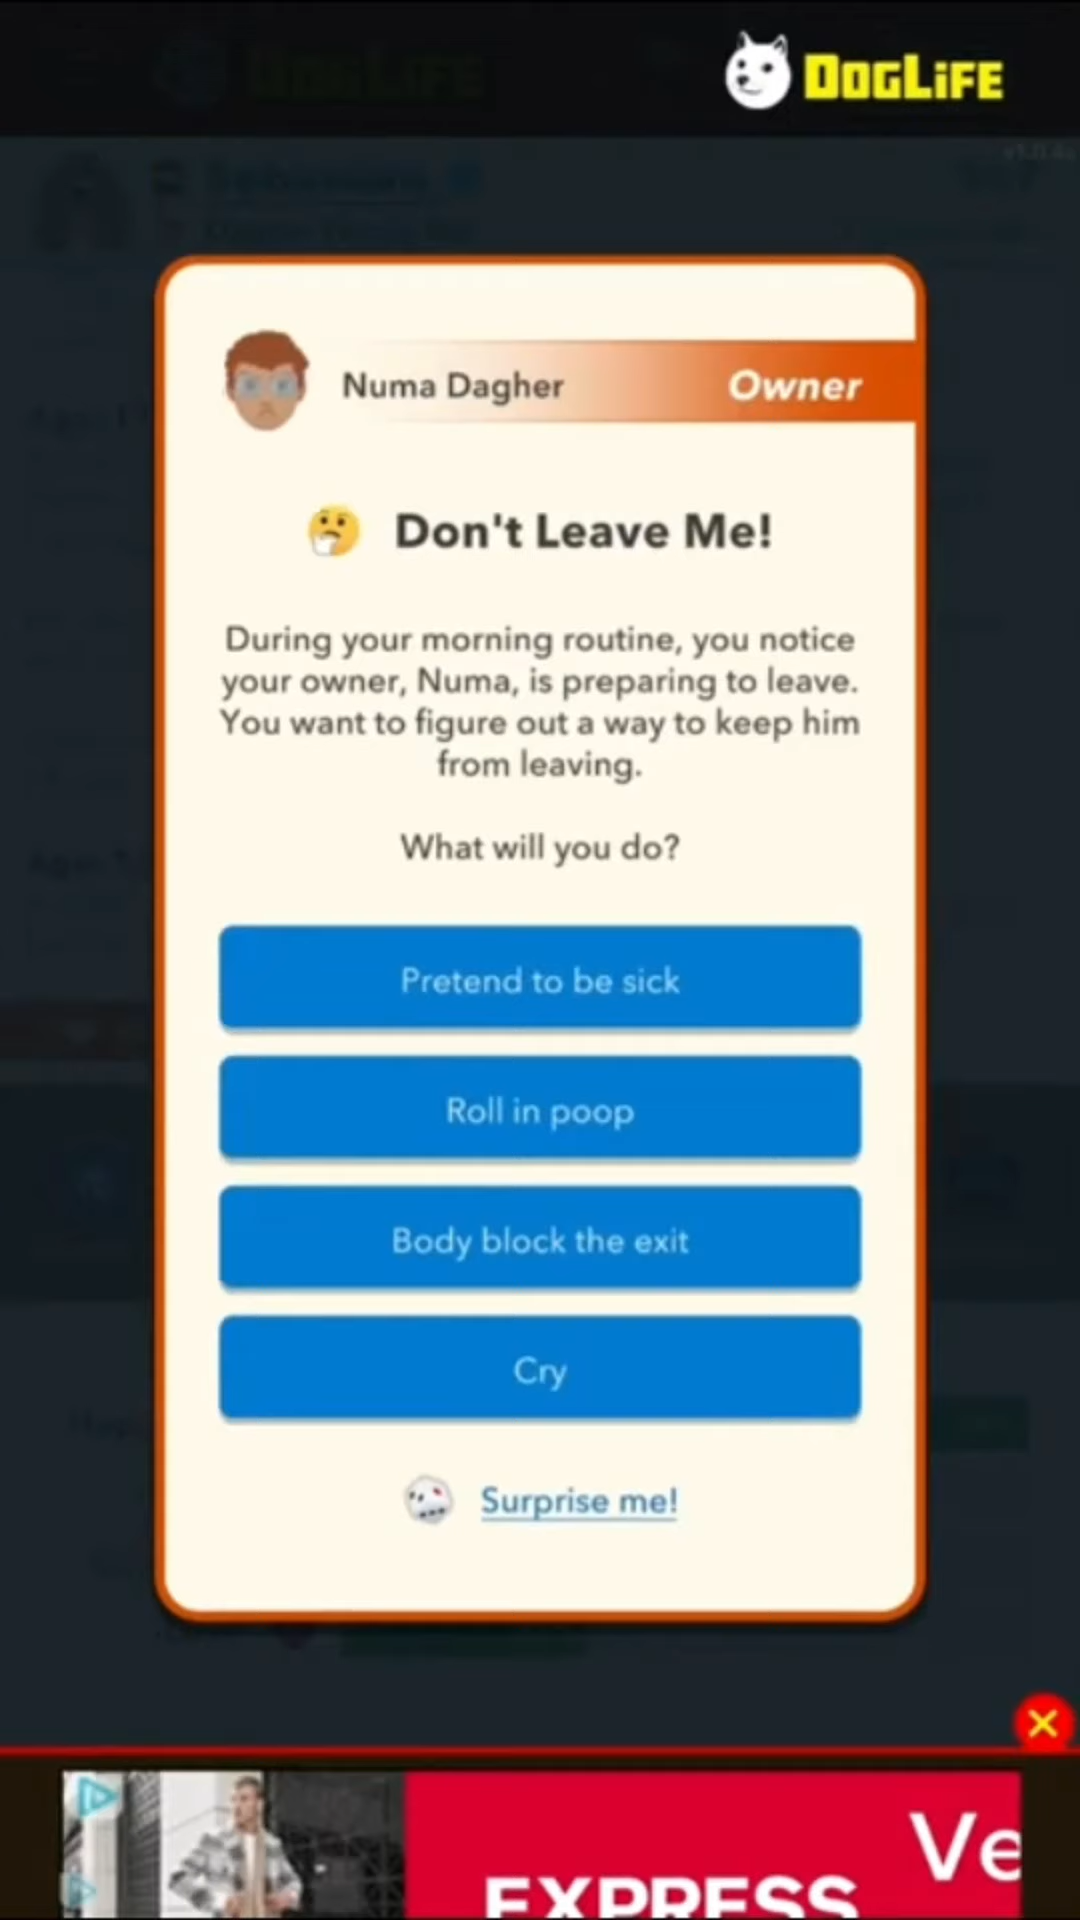 DOGLIFE
Numa Dagher
Owner
Don't Leave Me!
During your morning routine, you notice
your owner, Numa, is preparing to leave.
You want to figure out a way to keep him
from leaving.
What will you do?
Pretend to be sick
Roll in poop
Body block the exit
Cry
Surprise me!
Ve
EXPRESS